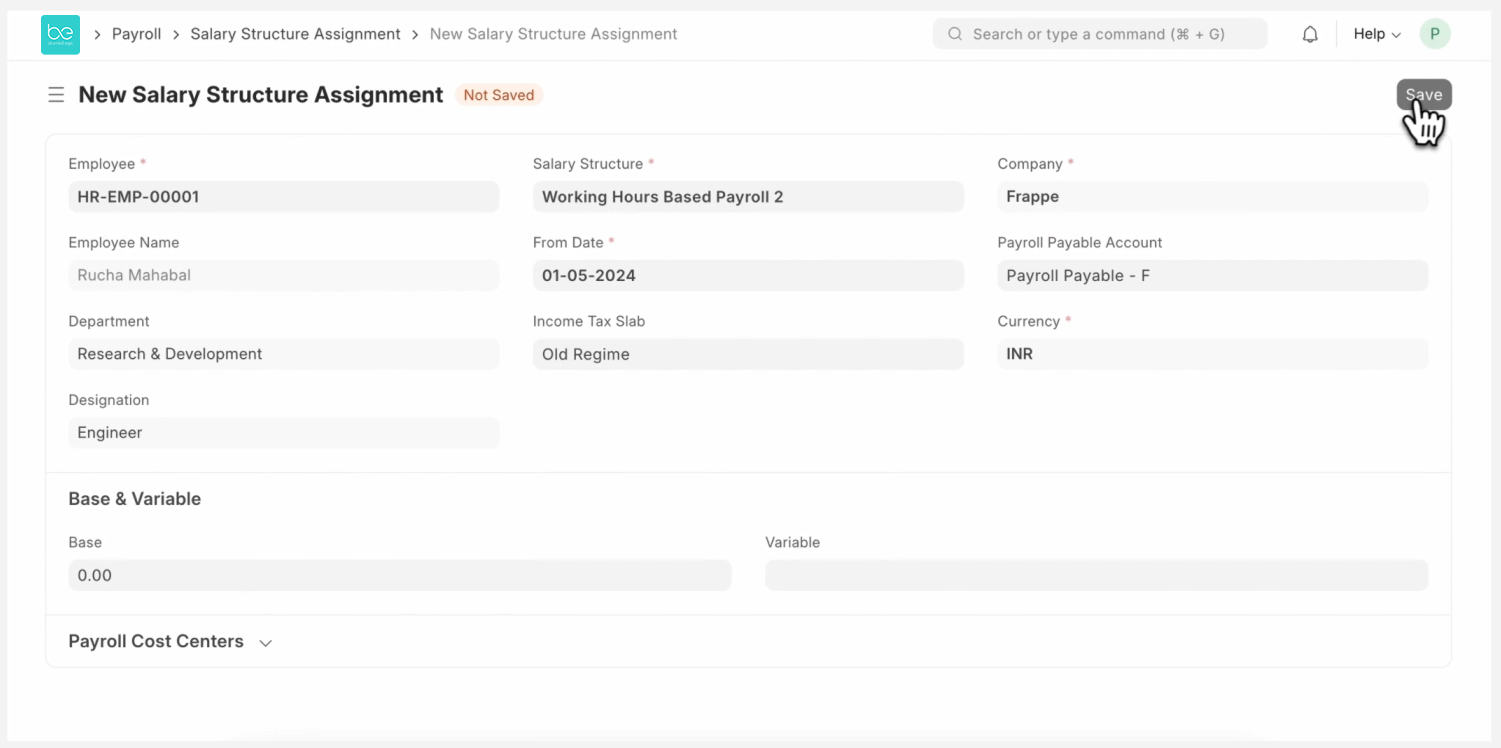 be
Payroll
Salary Structure Assignment
New Salary Structure Assignment
Search or type a command (⌘ + G)
Help
P
New Salary Structure Assignment
Not Saved
Save
Employee *
Salary Structure *
Company *
HR-EMP-00001
Working Hours Based Payroll 2
Frappe
Employee Name
From Date *
Payroll Payable Account
Rucha Mahabal
01-05-2024
Payroll Payable - F
Department
Income Tax Slab
Currency *
Research & Development
Old Regime
INR
Designation
Engineer
Base & Variable
Base
Variable
0.00
Payroll Cost Centers